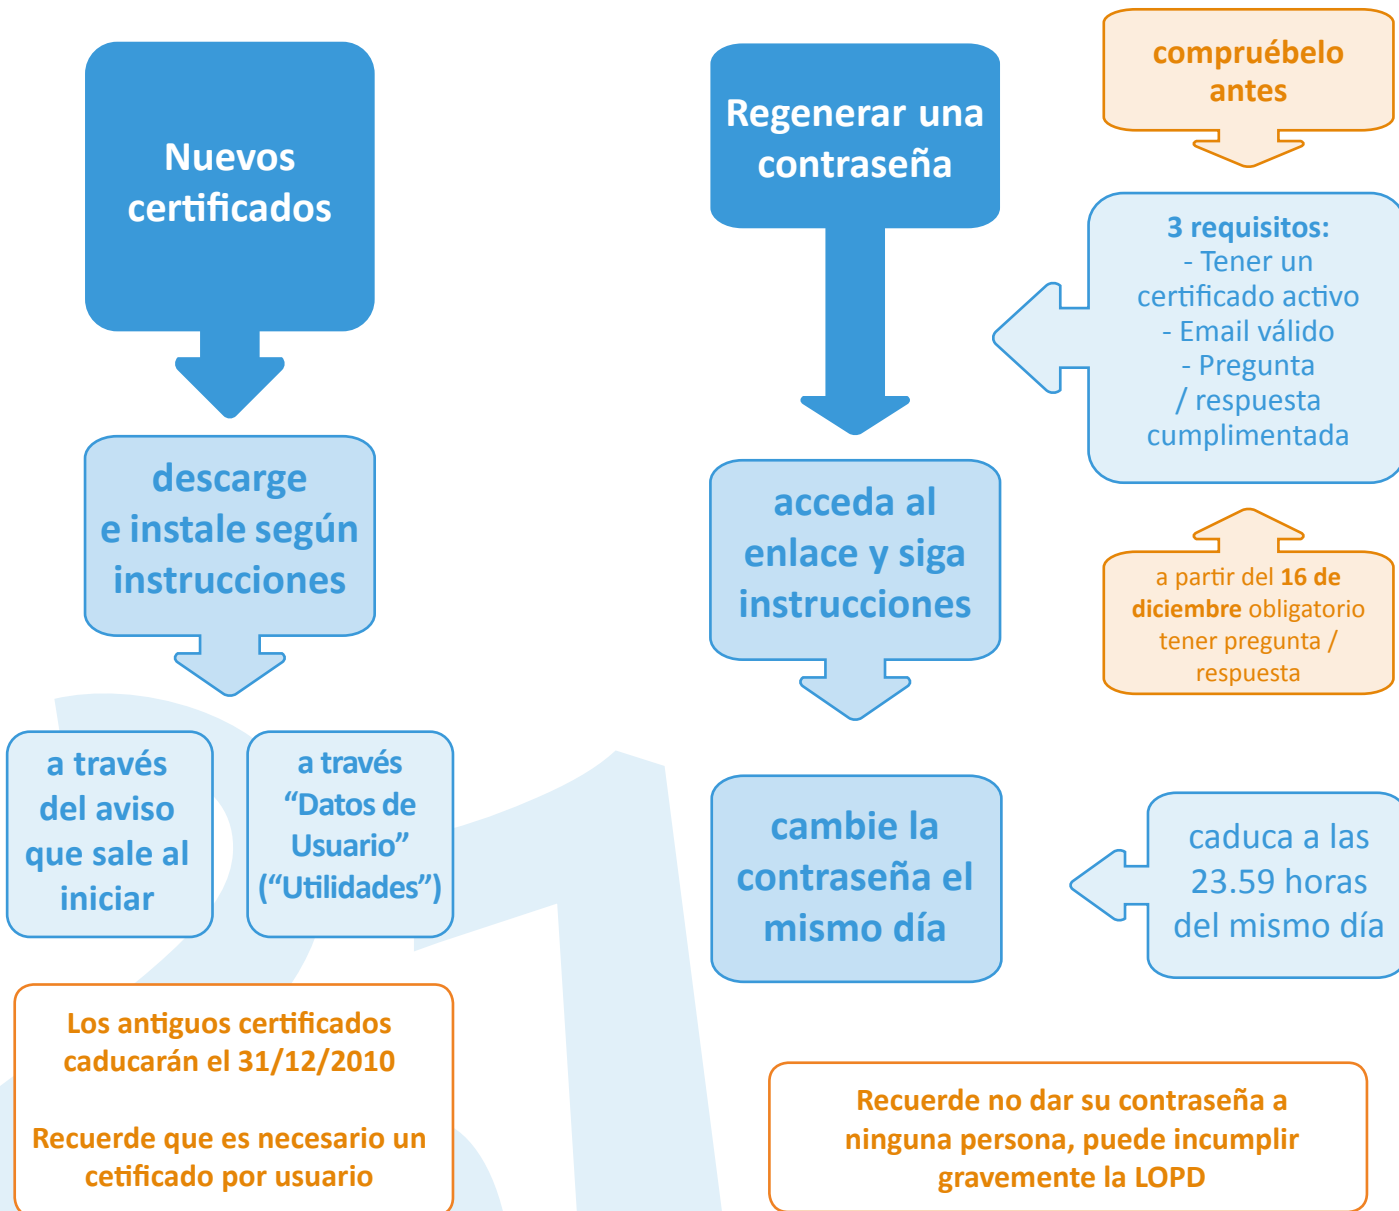 Nuevos
certificados
descarge
e instale según
instrucciones
a través
del aviso
que sale al
iniciar
a través
“Datos de
Usuario”
(“Utilidades”)
Los antiguos certificados
caducarán el 31/12/2010
Recuerde que es necesario un
cetificado por usuario
Regenerar una
contraseña
compruébelo
antes
3 requisitos:
- Tener un
certificado activo
- Email válido
- Pregunta
/ respuesta
cumplimentada
a partir del 16 de
diciembre obligatorio
tener pregunta /
respuesta
acceda al
enlace y siga
instrucciones
cambie la
contraseña el
mismo día
caduca a las
23.59 horas
del mismo día
Recuerde no dar su contraseña a
ninguna persona, puede incumplir
gravemente la LOPD